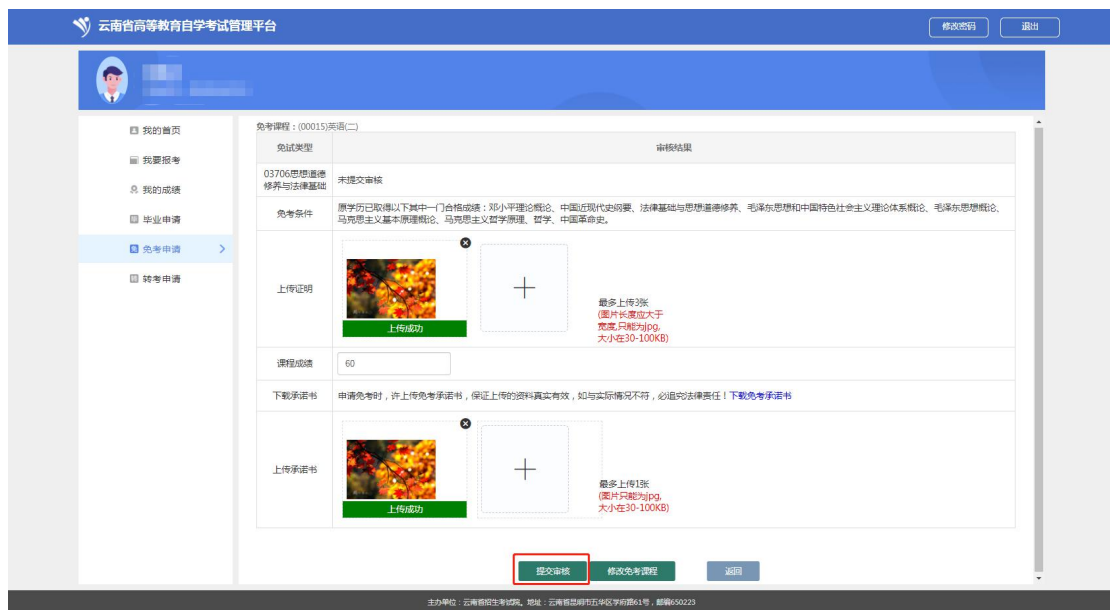 云南省高等教育自学考试管理平台
修改密码
退出
我的首页
我要报考
我的成绩
毕业申请
免考申请
转考申请
免考课程：(00015)英语(二)
免试类型
审核结果
03706思想道德
修养与法律基础
未提交审核
免考条件
原学历已取得以下其中一门合格成绩：邓小平理论概论、中国近现代史纲要、法律基础与思想道德修养、毛泽东思想和中国特色社会主义理论体系概论、毛泽东思想概论、
马克思主义基本原理概论、马克思主义哲学原理、哲学、中国革命史。
上传证明
上传成功
最多上传3张
(图片长度应大于
宽度,只能为jpg,
大小在30-100KB)
课程成绩
60
下载承诺书
申请免考时，许上传免考承诺书，保证上传的资料真实有效，如与实际情况不符，必追究法律责任！下载免考承诺书
上传承诺书
上传成功
最多上传1张
(图片只能为jpg,
大小在30-100KB)
提交审核
修改免考课程
返回
主办单位：云南省招生考试院。地址：云南省昆明市五华区学府路61号，邮编650223